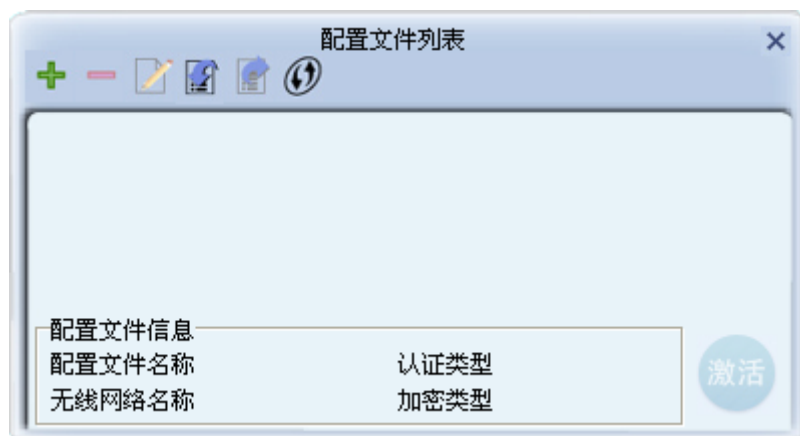 配置文件列表
配置文件信息
配置文件名称 认证类型
无线网络名称 加密类型
激活